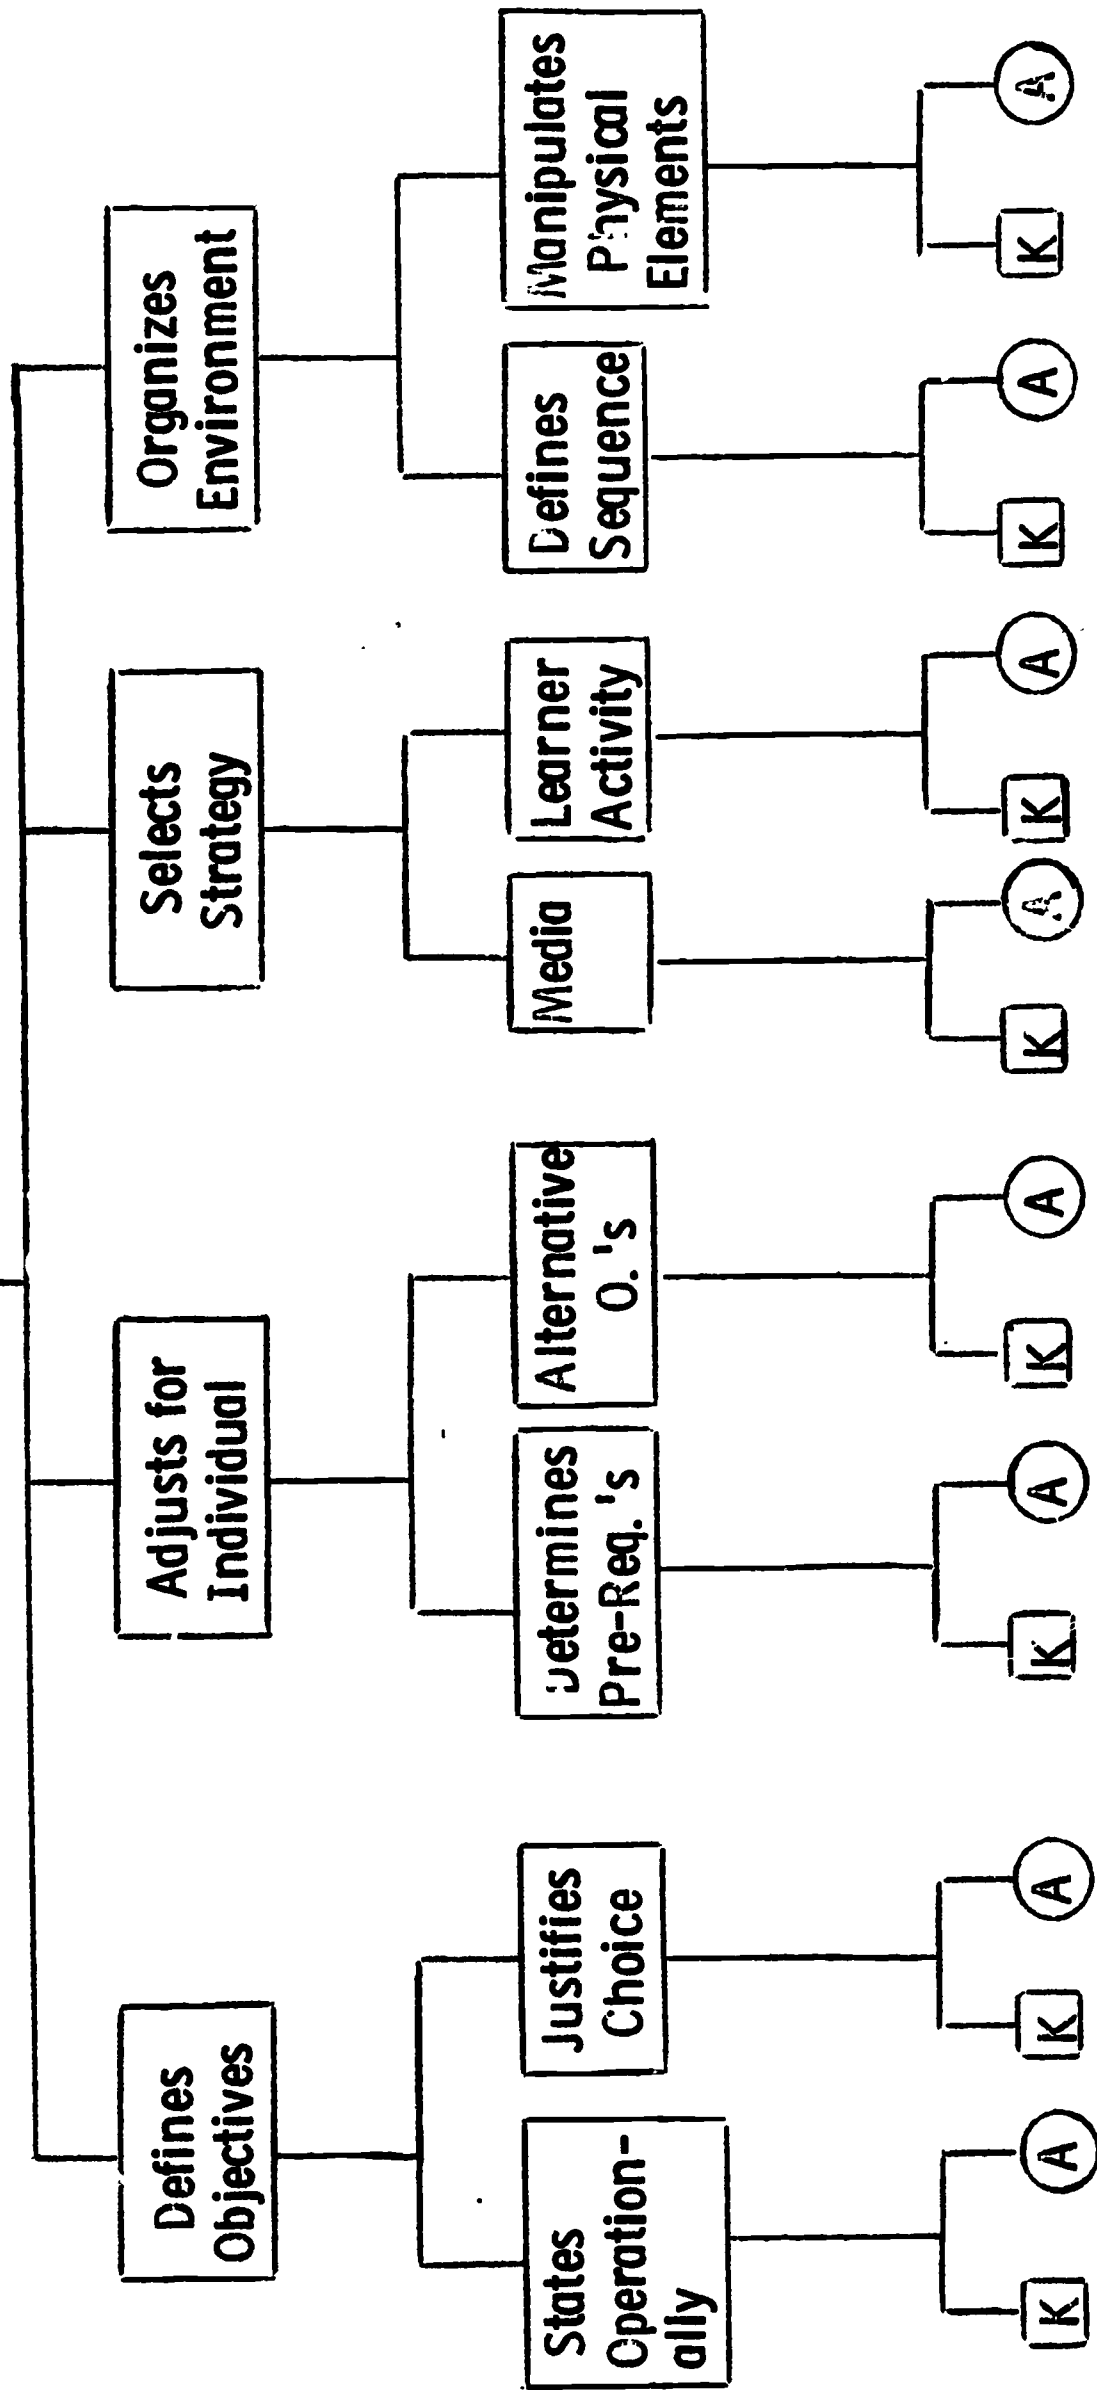 Defines
Objectives
Adjusts for
Individual
Selects
Strategy
Organizes
Environment
States
Operation-
ally
Justifies
Choice
Determines
Pre-Req.'s
Alternative
O.'s
Media
Learner
Activity
Defines
Sequence
Manipulates
Physical
Elements
K
A
K
A
K
A
K
A
K
A
K
A
K
A
K
A